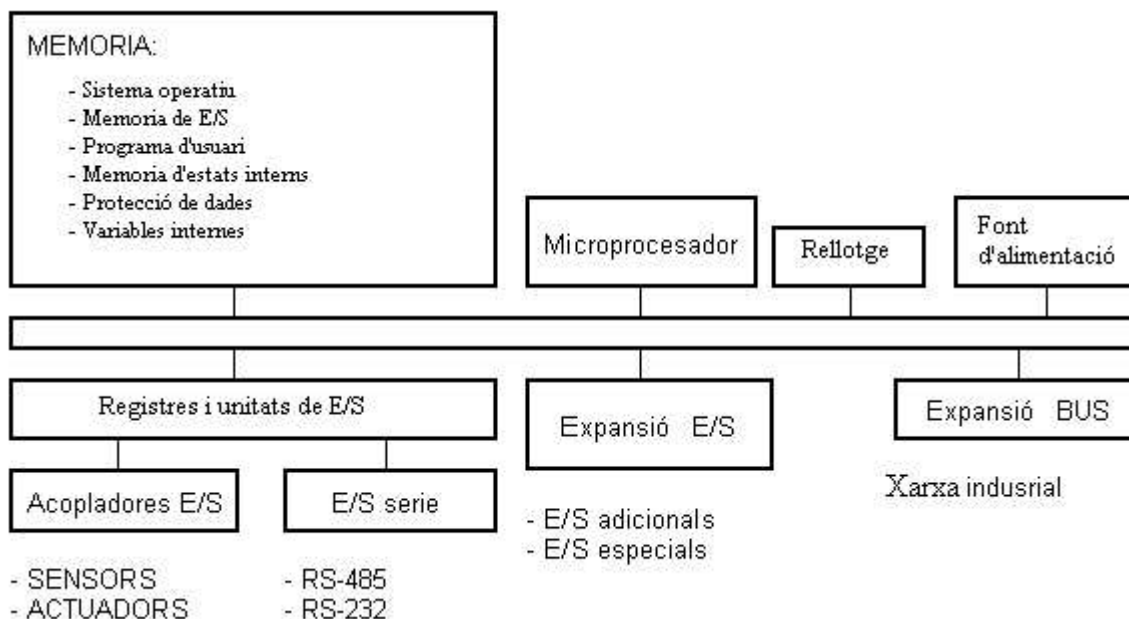 MEMORIA:
- Sistema operatiu
- Memoria de E/S
- Programa d'usuari
- Memoria d'estats interns
- Protecció de dades
- Variables internes
Microprocesador
Rellotge
Font
d'alimentació
Registres i unitats de E/S
Expansió E/S
Expansió BUS
Acopladores E/S
E/S serie
Xarxa indusrial
- E/S adicionals
- E/S especials
- SENSORS
- ACTUADORS
- RS-485
- RS-232